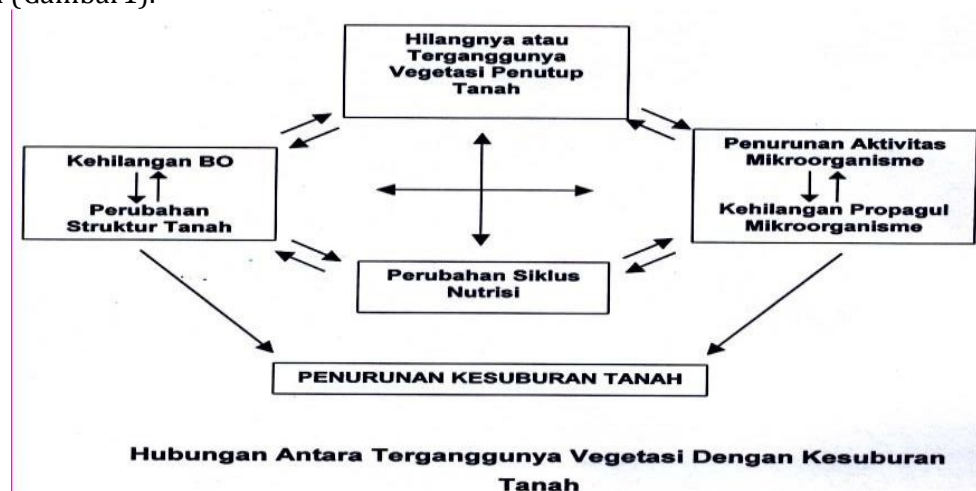 (Gambar1).
Hilangnya atau
Terganggunya
Vegetasi Penutup
Tanah
Kehilangan BO
Perubahan
Struktur Tanah
Penurunan Aktivitas
Mikroorganisme
Kehilangan Propagul
Mikroorganisme
Perubahan Siklus
Nutrisi
PENURUNAN KESUBURAN TANAH
Hubungan Antara Terganggunya Vegetasi Dengan Kesuburan
Tanah